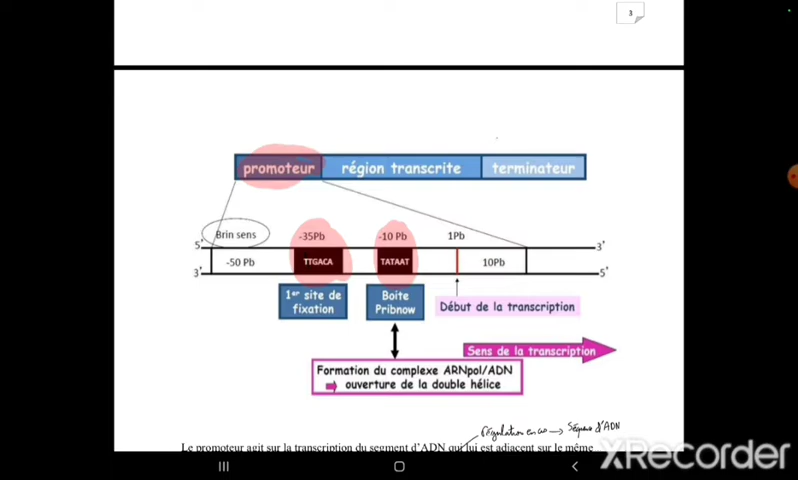 3
promoteur région transcrite terminateur
Brin sens -35Pb -10 Pb 1Pb
5' 3'
-50 Pb TTGACA TATAAT 10Pb
3' 5'
1er site de
fixation
Boite
Pribnow
Début de la transcription
Sens de la transcription
Formation du complexe ARNpol/ADN
ouverture de la double hélice
régulation en → Séquence d'ADN
Le promoteur agit sur la transcription du segment d'ADN qui lui est adjacent sur le même
XRecorder